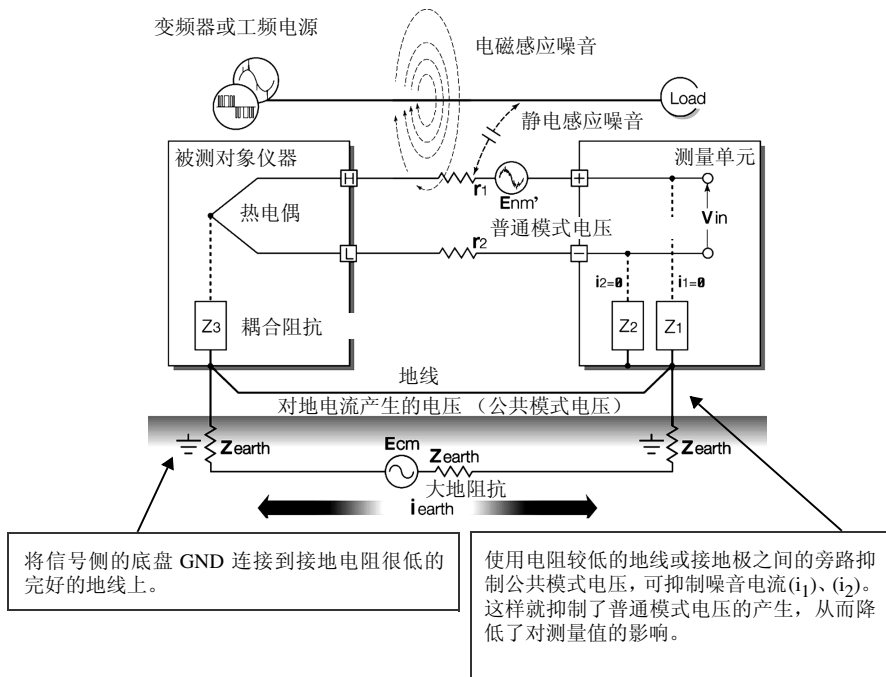 变频器或工频电源
电磁感应噪音
Load
静电感应噪音
被测对象仪器
测量单元
H
r1
Enm'
+
热电偶
普通模式电压
Vin
L
r2
−
i2=0
i1=0
Z3
耦合阻抗
Z2
Z1
地线
对地电流产生的电压（公共模式电压）
Zearth
Ecm
Zearth
Zearth
大地阻抗
iearth
将信号侧的底盘 GND 连接到接地电阻很低的
完好的地线上。
使用电阻较低的地线或接地极之间的旁路抑
制公共模式电压，可抑制噪音电流(i1)、(i2)。
这样就抑制了普通模式电压的产生，从而降
低了对测量值的影响。